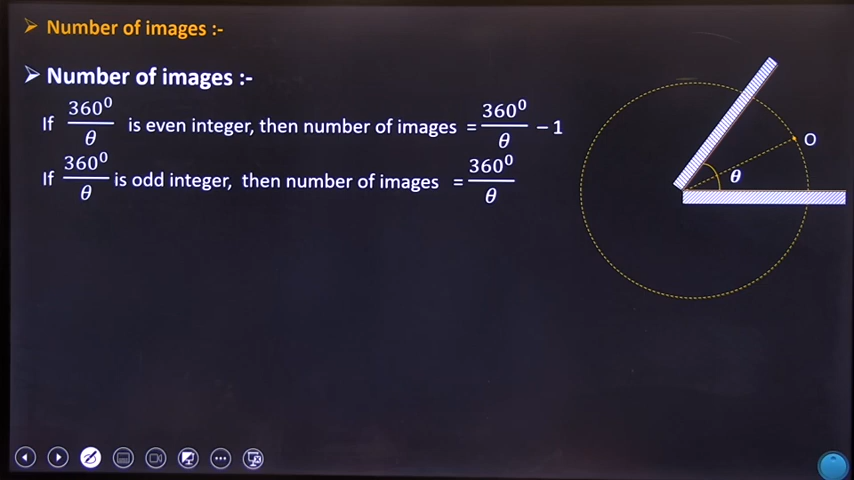 ➢ Number of images :-
➢ Number of images :-
If 360⁰/θ is even integer, then number of images = 360⁰/θ − 1
If 360⁰/θ is odd integer, then number of images = 360⁰/θ
O
θ